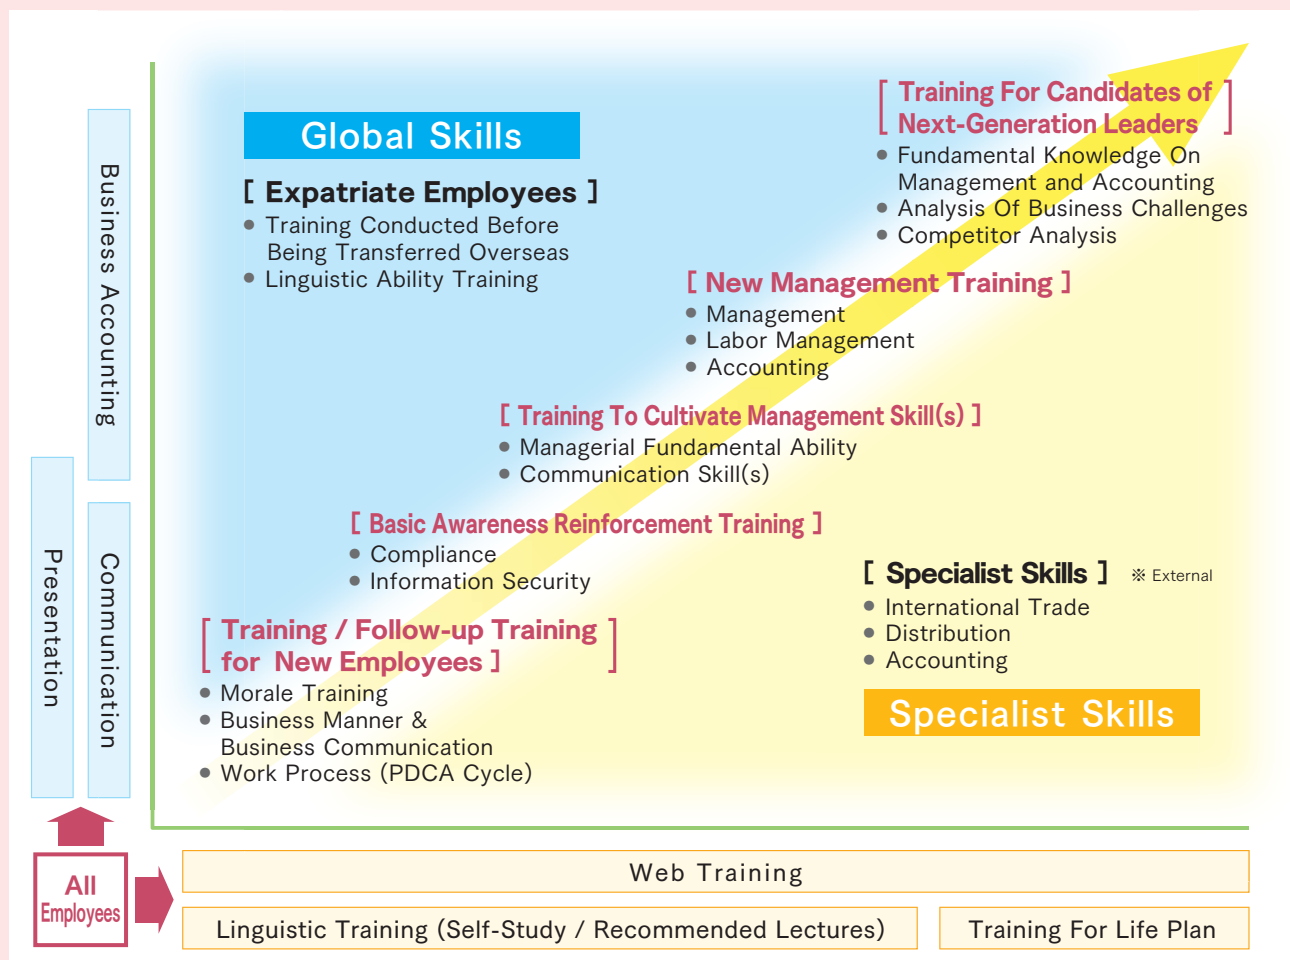 Global Skills
[ Expatriate Employees ]
● Training Conducted Before
Being Transferred Overseas
● Linguistic Ability Training
[ Training For Candidates of
Next-Generation Leaders ]
● Fundamental Knowledge On
Management and Accounting
● Analysis Of Business Challenges
● Competitor Analysis
[ New Management Training ]
● Management
● Labor Management
● Accounting
[ Training To Cultivate Management Skill(s) ]
● Managerial Fundamental Ability
● Communication Skill(s)
[ Basic Awareness Reinforcement Training ]
● Compliance
● Information Security
[ Training / Follow-up Training
for New Employees ] ]
● Morale Training
● Business Manner &
Business Communication
● Work Process (PDCA Cycle)
[ Specialist Skills ] ※ External
● International Trade
● Distribution
● Accounting
Specialist Skills
Business Accounting
Presentation
Communication
All
Employees
Web Training
Linguistic Training (Self-Study / Recommended Lectures)
Training For Life Plan